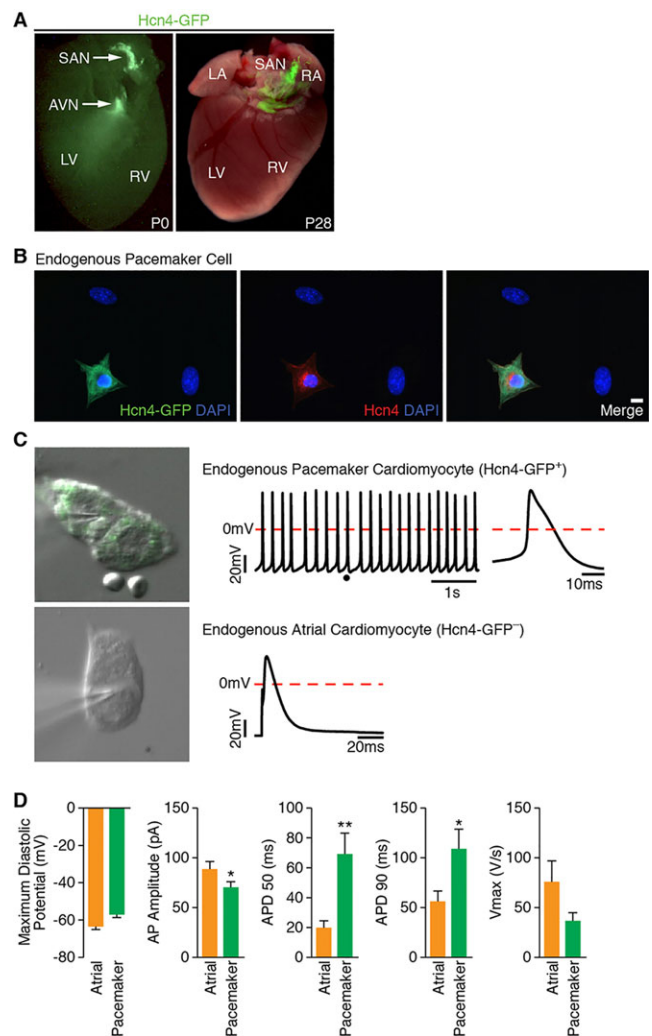 A
Hcn4-GFP
SAN
AVN
LV
RV
P0
LA
SAN
RA
LV
RV
P28
B Endogenous Pacemaker Cell
Hcn4-GFP DAPI
Hcn4 DAPI
Merge
C
Endogenous Pacemaker Cardiomyocyte (Hcn4-GFP⁺)
0mV
20mV
1s
10ms
Endogenous Atrial Cardiomyocyte (Hcn4-GFP⁻)
0mV
20mV
20ms
D
Maximum Diastolic
Potential (mV)
0
-20
-40
-60
-80
Atrial
Pacemaker
AP Amplitude (pA)
150
100
50
0
*
Atrial
Pacemaker
APD 50 (ms)
100
80
60
40
20
0
**
Atrial
Pacemaker
APD 90 (ms)
150
100
50
0
*
Atrial
Pacemaker
Vmax (V/s)
150
100
50
0
Atrial
Pacemaker